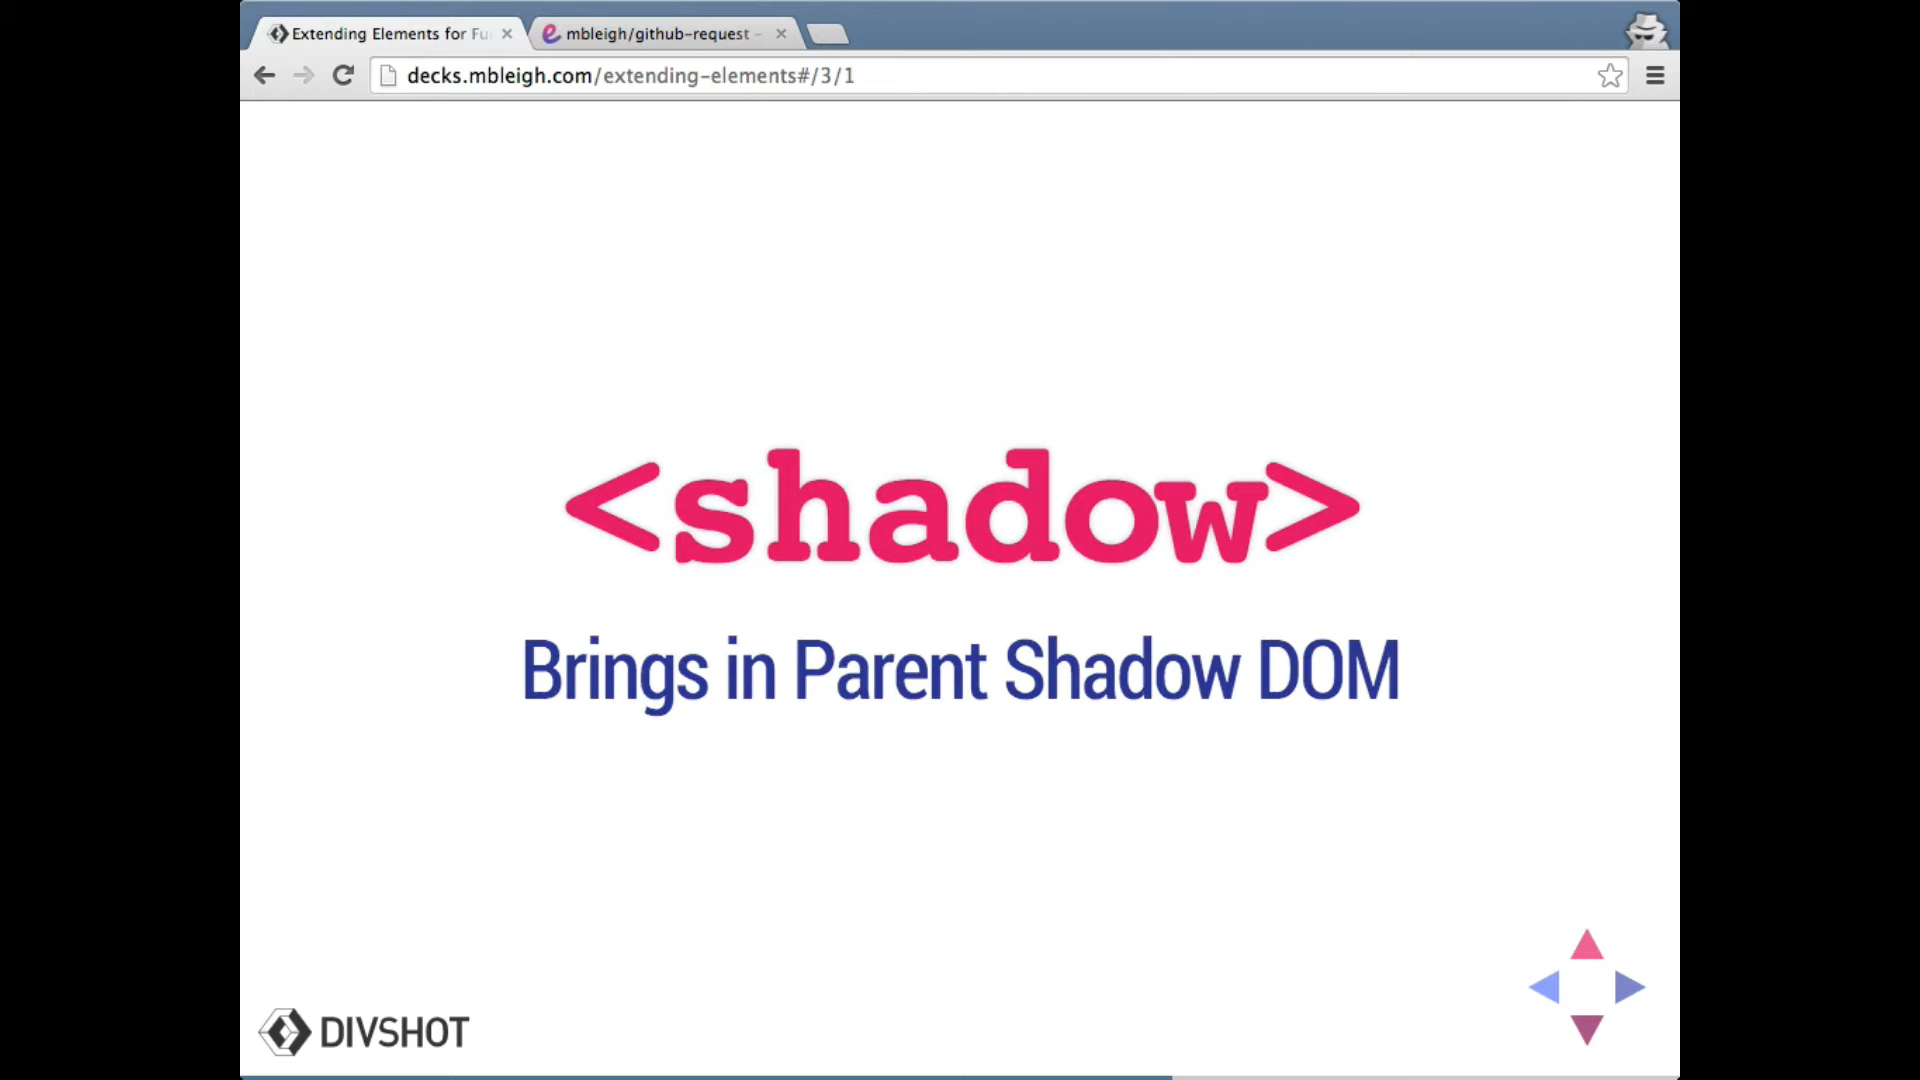 Extending Elements for Fu
mbleigh/github-request -
decks.mbleigh.com/extending-elements#/3/1
<shadow>
Brings in Parent Shadow DOM
DIVSHOT